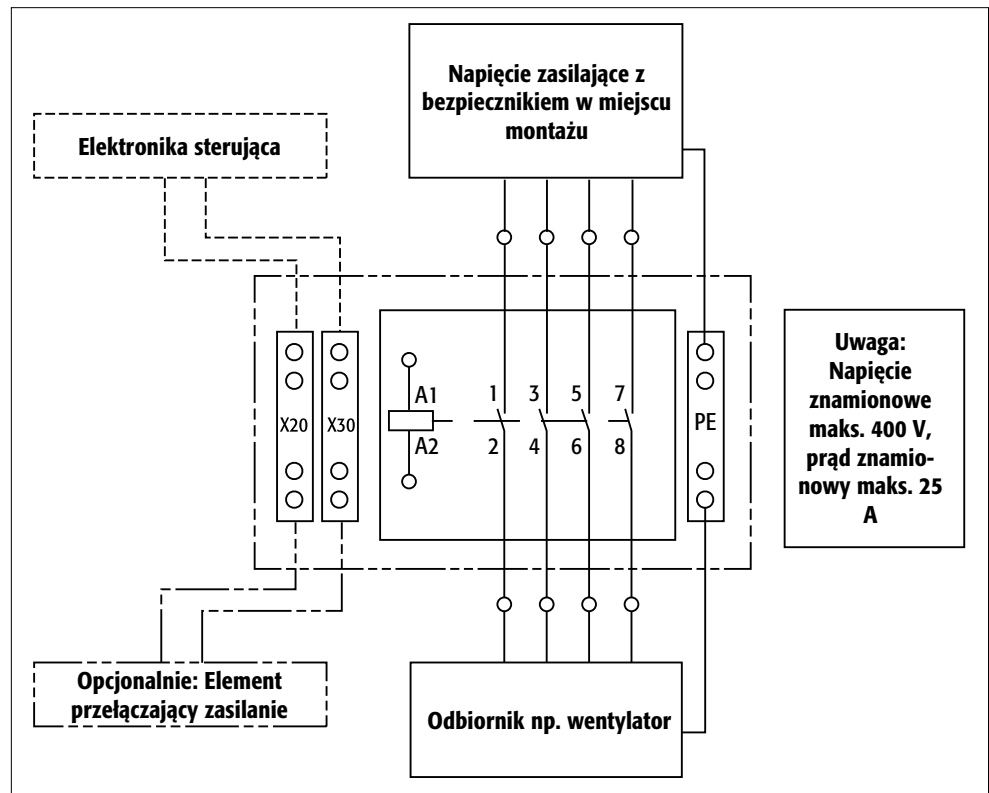 Napięcie zasilające z
bezpiecznikiem w miejscu
montażu
Elektronika sterująca
X20
X30
A1
A2
1
3
5
7
2
4
6
8
PE
Uwaga:
Napięcie
znamionowe
maks. 400 V,
prąd znamio-
nowy maks. 25
A
Opcjonalnie: Element
przełączający zasilanie
Odbiornik np. wentylator